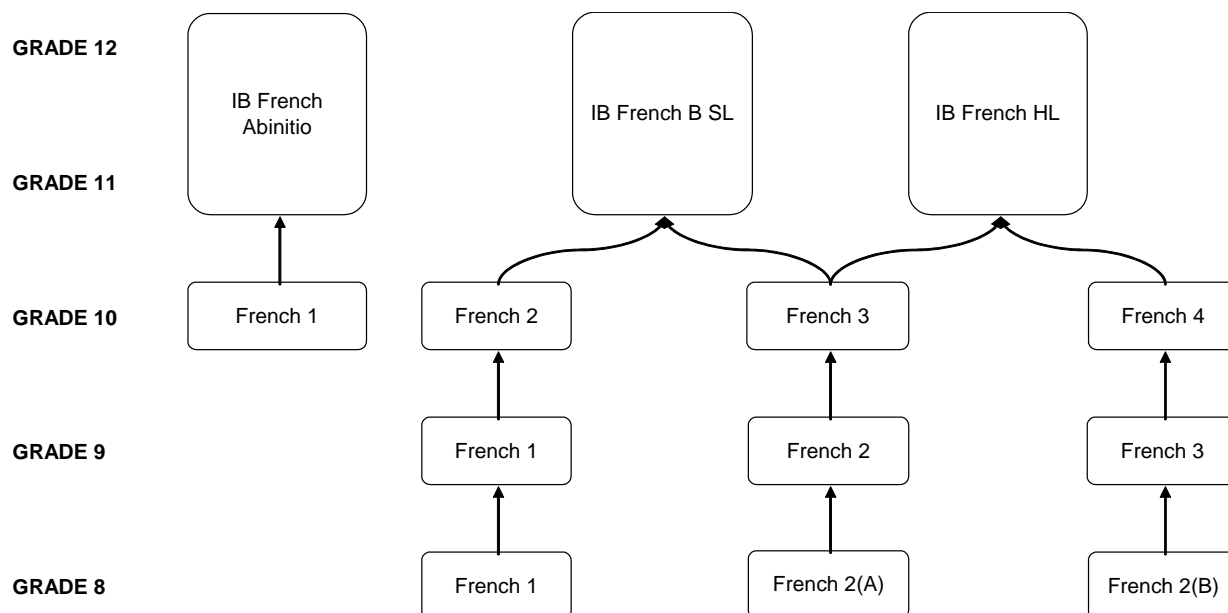 GRADE 12
IB French
Abinitio
IB French B SL
IB French HL
GRADE 11
GRADE 10
French 1
French 2
French 3
French 4
GRADE 9
French 1
French 2
French 3
GRADE 8
French 1
French 2(A)
French 2(B)